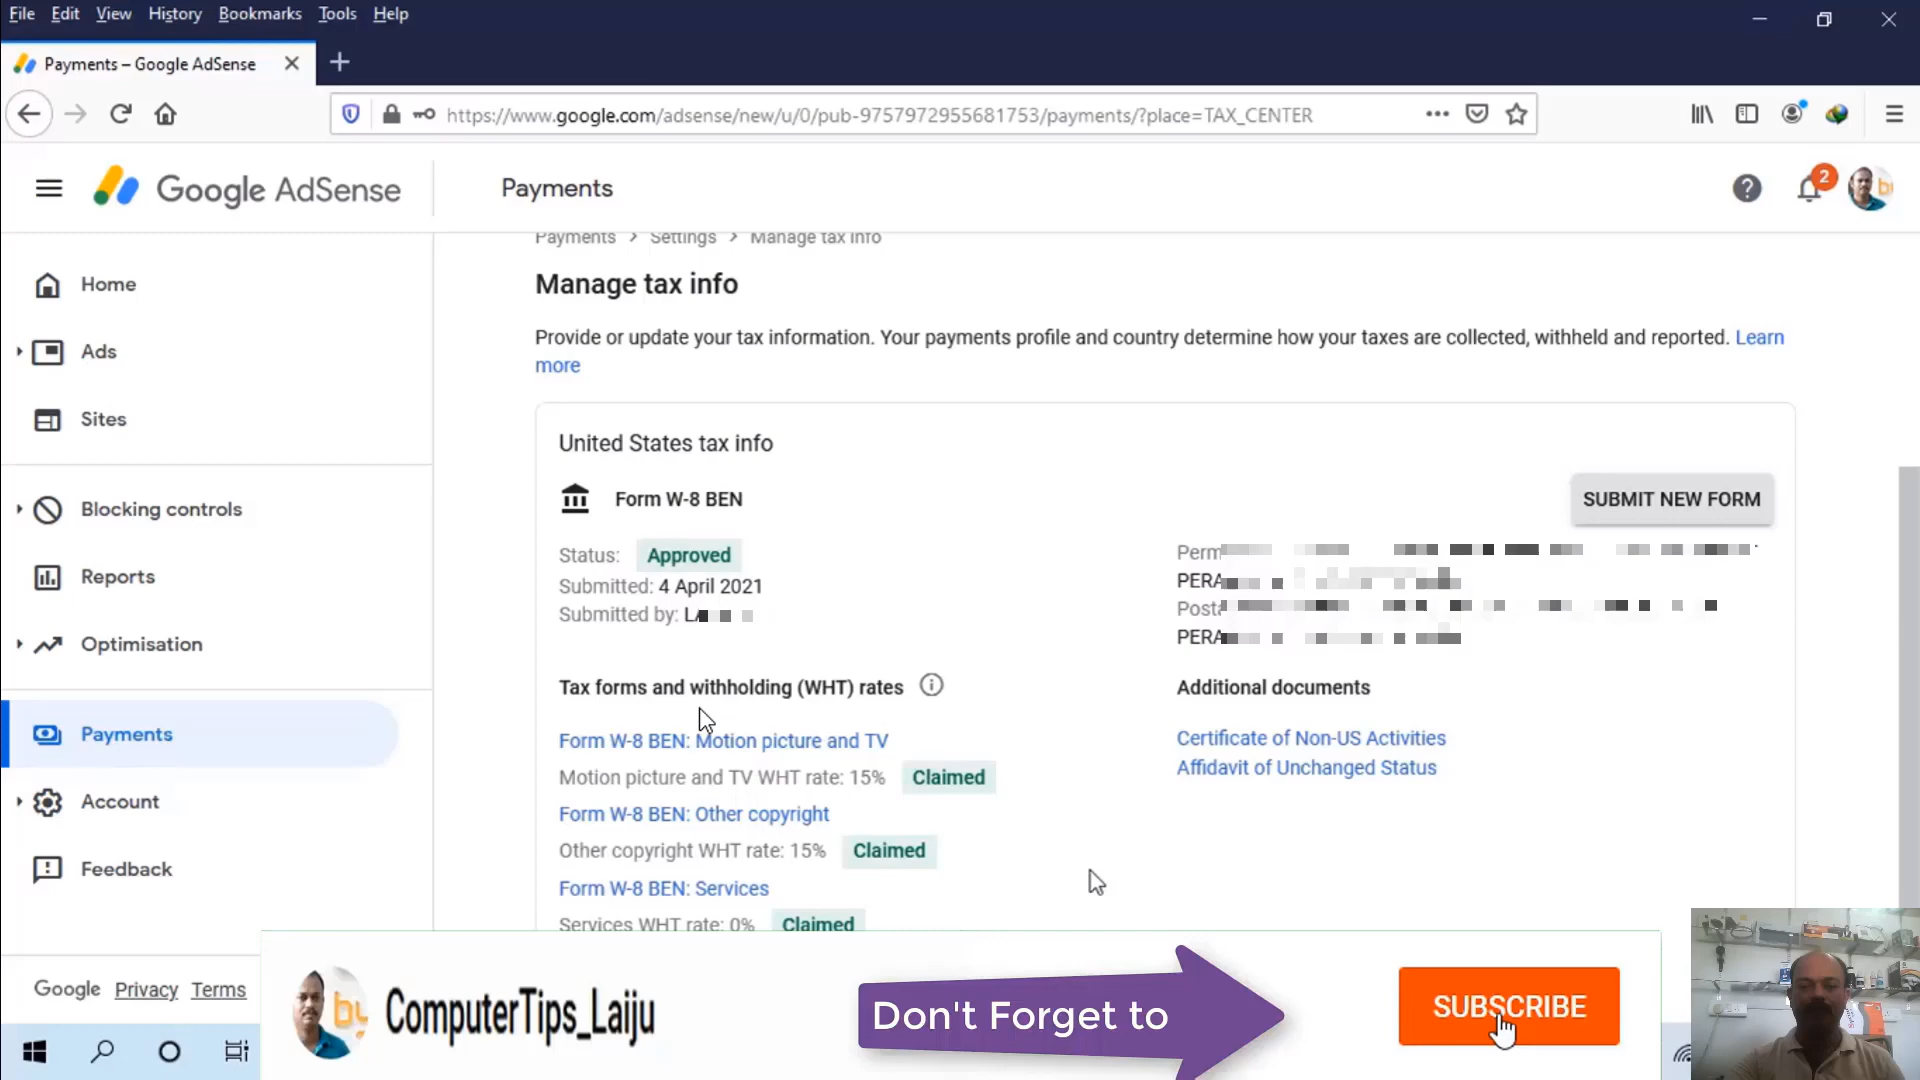 File Edit View History Bookmarks Tools Help
Payments – Google AdSense
https://www.google.com/adsense/new/u/0/pub-9757972955681753/payments/?place=TAX_CENTER
Google AdSense
Payments
2
Home
Ads
Sites
Blocking controls
Reports
Optimisation
Payments
Account
Feedback
Google Privacy Terms
Payments > Settings > Manage tax info
Manage tax info
Provide or update your tax information. Your payments profile and country determine how your taxes are collected, withheld and reported. Learn
more
United States tax info
Form W-8 BEN
SUBMIT NEW FORM
Status: Approved
Submitted: 4 April 2021
Submitted by:
Tax forms and withholding (WHT) rates
Form W-8 BEN: Motion picture and TV
Motion picture and TV WHT rate: 15% Claimed
Form W-8 BEN: Other copyright
Other copyright WHT rate: 15% Claimed
Form W-8 BEN: Services
Services WHT rate: 0% Claimed
Additional documents
Certificate of Non-US Activities
Affidavit of Unchanged Status
ComputerTips_Laiju
Don't Forget to
SUBSCRIBE